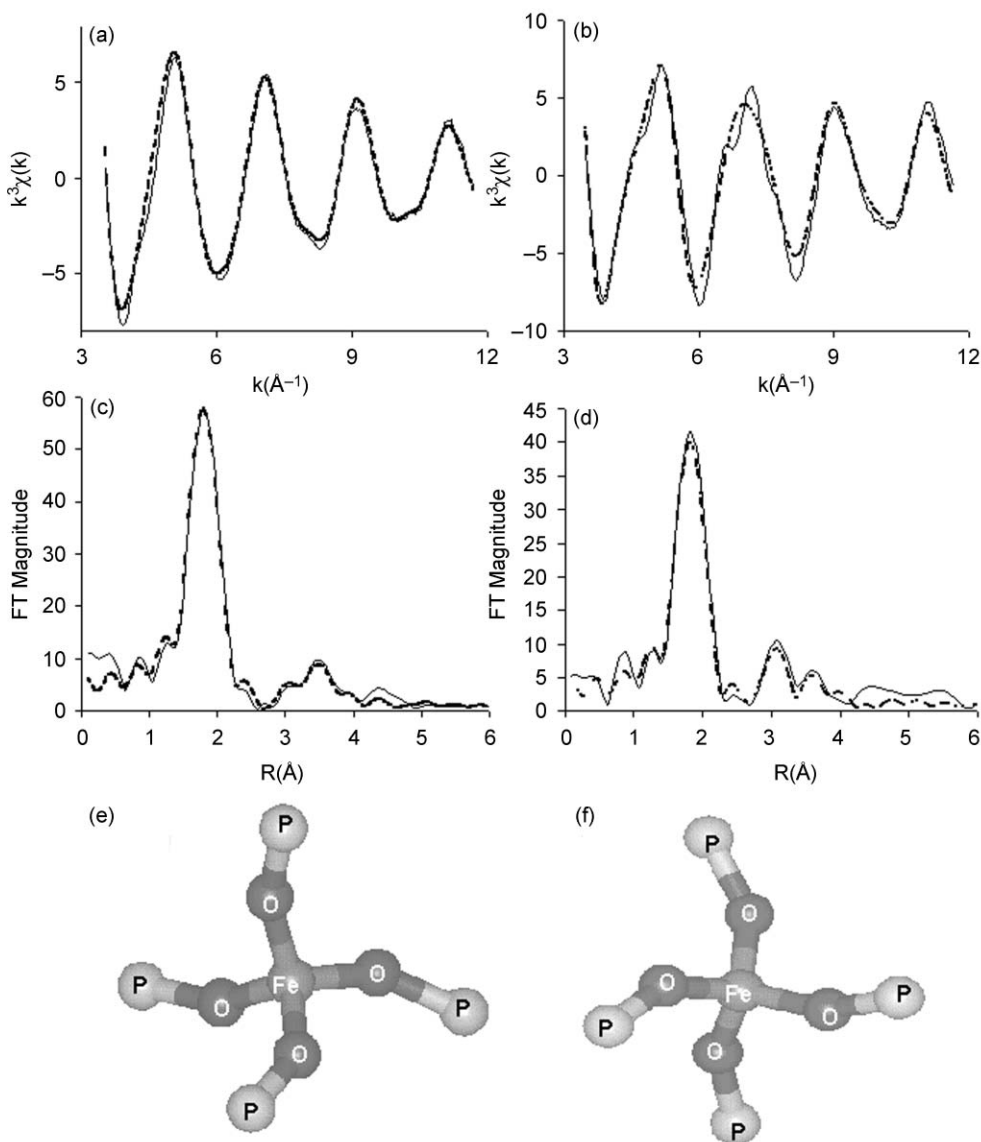 (a)
5
0
−5
k³χ(k)
3 6 9 12
k(Å⁻¹)
(b)
10
5
0
−5
−10
k³χ(k)
3 6 9 12
k(Å⁻¹)
(c)
60
50
40
30
20
10
0
FT Magnitude
0 1 2 3 4 5 6
R(Å)
(d)
45
40
35
30
25
20
15
10
5
0
FT Magnitude
0 1 2 3 4 5 6
R(Å)
(e)
P
O
P
O
Fe
O
P
O
P
(f)
P
O
O
Fe
P
P
O
O
P